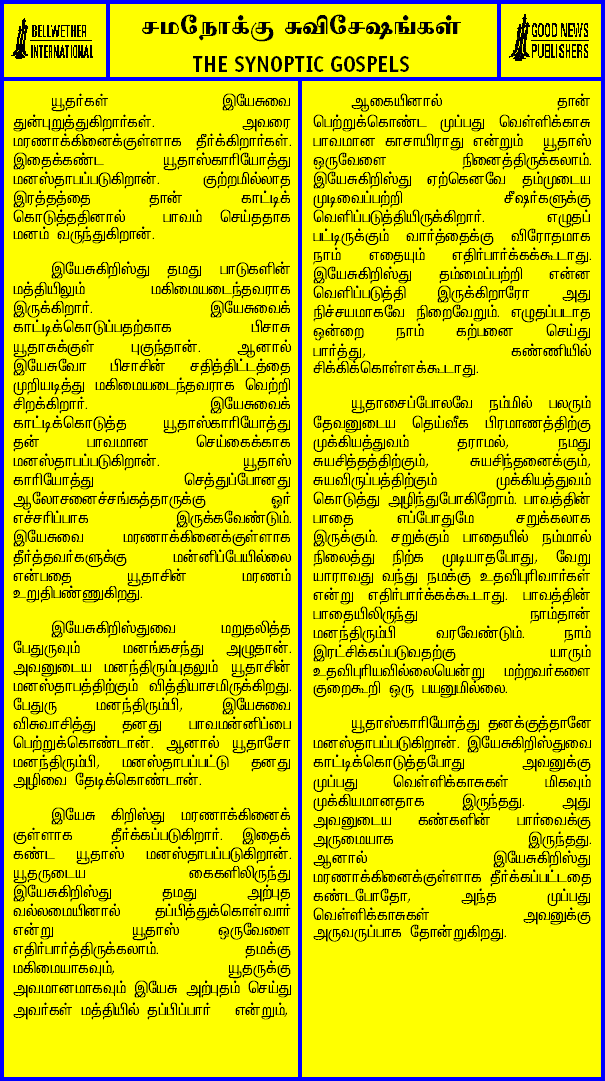 BELLWETHER
INTERNATIONAL
சமநோக்கு சுவிசேஷங்கள்
THE SYNOPTIC GOSPELS
GOOD NEWS
PUBLISHERS
யூதர்கள் இயேசுவை
துன்புறுத்துகிறார்கள். அவரை
மரணாக்கினைக்குள்ளாக தீர்க்கிறார்கள்.
இதைக்கண்ட யூதாஸ்காரியோத்து
மனஸ்தாபப்படுகிறான். குற்றமில்லாத
இரத்தத்தை தான் காட்டிக்
கொடுத்ததினால் பாவம் செய்ததாக
மனம் வருந்துகிறான்.
இயேசுகிறிஸ்து தமது பாடுகளின்
மத்தியிலும் மகிமையடைந்தவராக
இருக்கிறார். இயேசுவைக்
காட்டிக்கொடுப்பதற்காக பிசாசு
யூதாசுக்குள் புகுந்தான். ஆனால்
இயேசுவோ பிசாசின் சதித்திட்டத்தை
முறியடித்து மகிமையடைந்தவராக வெற்றி
சிறக்கிறார். இயேசுவைக்
காட்டிக்கொடுத்த யூதாஸ்காரியோத்து
தன் பாவமான செய்கைக்காக
மனஸ்தாபப்படுகிறான். யூதாஸ்
காரியோத்து செத்துப்போனது
ஆலோசனைச்சங்கத்தாருக்கு ஓர்
எச்சரிப்பாக இருக்கவேண்டும்.
இயேசுவை மரணாக்கினைக்குள்ளாக
தீர்த்தவர்களுக்கு மன்னிப்பேயில்லை
என்பதை யூதாசின் மரணம்
உறுதிபண்ணுகிறது.
இயேசுகிறிஸ்துவை மறுதலித்த
பேதுருவும் மனங்கசந்து அழுதான்.
அவனுடைய மனந்திரும்புதலும் யூதாசின்
மனஸ்தாபத்திற்கும் வித்தியாசமிருக்கிறது.
பேதுரு மனந்திரும்பி, இயேசுவை
விசுவாசித்து தனது பாவமன்னிப்பை
பெற்றுக்கொண்டான். ஆனால் யூதாசோ
மனந்திரும்பி, மனஸ்தாபப்பட்டு தனது
அழிவை தேடிக்கொண்டான்.
இயேசு கிறிஸ்து மரணாக்கினைக்
குள்ளாக தீர்க்கப்படுகிறார். இதைக்
கண்ட யூதாஸ் மனஸ்தாபப்படுகிறான்.
யூதருடைய கைகளிலிருந்து
இயேசுகிறிஸ்து தமது அற்புத
வல்லமையினால் தப்பித்துக்கொள்வார்
என்று யூதாஸ் ஒருவேளை
எதிர்பார்த்திருக்கலாம். தமக்கு
மகிமையாகவும், யூதருக்கு
அவமானமாகவும் இயேசு அற்புதம் செய்து
அவர்கள் மத்தியில் தப்பிப்பார் என்றும்,
ஆகையினால் தான்
பெற்றுக்கொண்ட முப்பது வெள்ளிக்காசு
பாவமான காசாயிராது என்றும் யூதாஸ்
ஒருவேளை நினைத்திருக்கலாம்.
இயேசுகிறிஸ்து ஏற்கெனவே தம்முடைய
முடிவைப்பற்றி சீஷர்களுக்கு
வெளிப்படுத்தியிருக்கிறார். எழுதப்
பட்டிருக்கும் வார்த்தைக்கு விரோதமாக
நாம் எதையும் எதிர்பார்க்கக்கூடாது.
இயேசுகிறிஸ்து தம்மைப்பற்றி என்ன
வெளிப்படுத்தி இருக்கிறாரோ அது
நிச்சயமாகவே நிறைவேறும். எழுதப்படாத
ஒன்றை நாம் கற்பனை செய்து
பார்த்து, கண்ணியில்
சிக்கிக்கொள்ளக்கூடாது.
யூதாசைப்போலவே நம்மில் பலரும்
தேவனுடைய தெய்வீக பிரமாணத்திற்கு
முக்கியத்துவம் தராமல், நமது
சுயசித்தத்திற்கும், சுயசிந்தனைக்கும்,
சுயவிருப்பத்திற்கும் முக்கியத்துவம்
கொடுத்து அழிந்துபோகிறோம். பாவத்தின்
பாதை எப்போதுமே சறுக்கலாக
இருக்கும். சறுக்கும் பாதையில் நம்மால்
நிலைத்து நிற்க முடியாதபோது, வேறு
யாராவது வந்து நமக்கு உதவிபுரிவார்கள்
என்று எதிர்பார்க்கக்கூடாது. பாவத்தின்
பாதையிலிருந்து நாம்தான்
மனந்திரும்பி வரவேண்டும். நாம்
இரட்சிக்கப்படுவதற்கு யாரும்
உதவிபுரியவில்லையென்று மற்றவர்களை
குறைகூறி ஒரு பயனுமில்லை.
யூதாஸ்காரியோத்து தனக்குத்தானே
மனஸ்தாபப்படுகிறான். இயேசுகிறிஸ்துவை
காட்டிக்கொடுத்தபோது அவனுக்கு
முப்பது வெள்ளிக்காசுகள் மிகவும்
முக்கியமானதாக இருந்தது. அது
அவனுடைய கண்களின் பார்வைக்கு
அருமையாக இருந்தது.
ஆனால் இயேசுகிறிஸ்து
மரணாக்கினைக்குள்ளாக தீர்க்கப்பட்டதை
கண்டபோதோ, அந்த முப்பது
வெள்ளிக்காசுகள் அவனுக்கு
அருவருப்பாக தோன்றுகிறது.